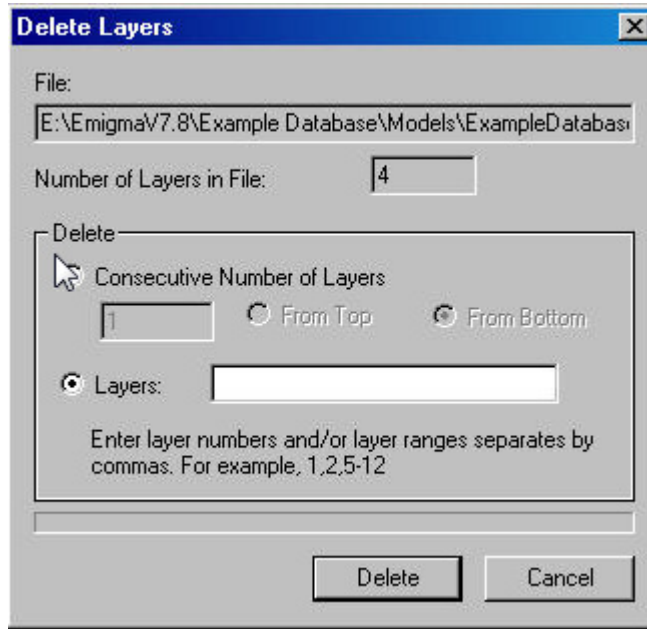 Delete Layers
File:
E:\EmigmaV7.8\Example Database\Models\ExampleDatabas
Number of Layers in File: 4
Delete
Consecutive Number of Layers
1 From Top From Bottom
Layers:
Enter layer numbers and/or layer ranges separates by
commas. For example, 1,2,5-12
Delete Cancel